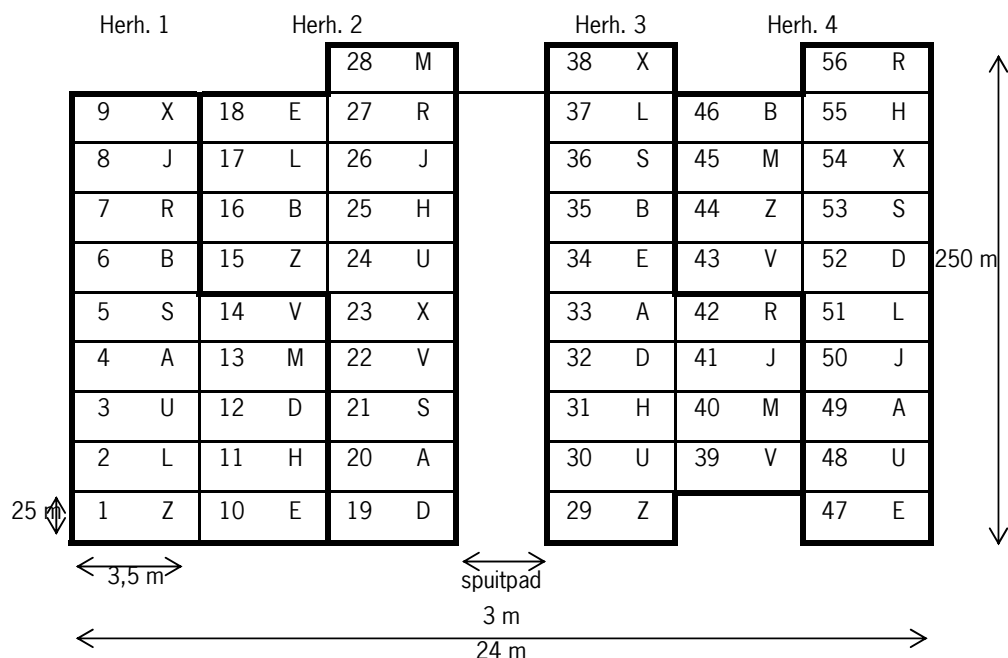 Herh. 1 Herh. 2 Herh. 3 Herh. 4
28 M 38 X 56 R
9 X 18 E 27 R 37 L 46 B 55 H
8 J 17 L 26 J 36 S 45 M 54 X
7 R 16 B 25 H 35 B 44 Z 53 S
6 B 15 Z 24 U 34 E 43 V 52 D 250 m
5 S 14 V 23 X 33 A 42 R 51 L
4 A 13 M 22 V 32 D 41 J 50 J
3 U 12 D 21 S 31 H 40 M 49 A
2 L 11 H 20 A 30 U 39 V 48 U
25 m 1 Z 10 E 19 D 29 Z 47 E
3,5 m spuitpad
3 m
24 m